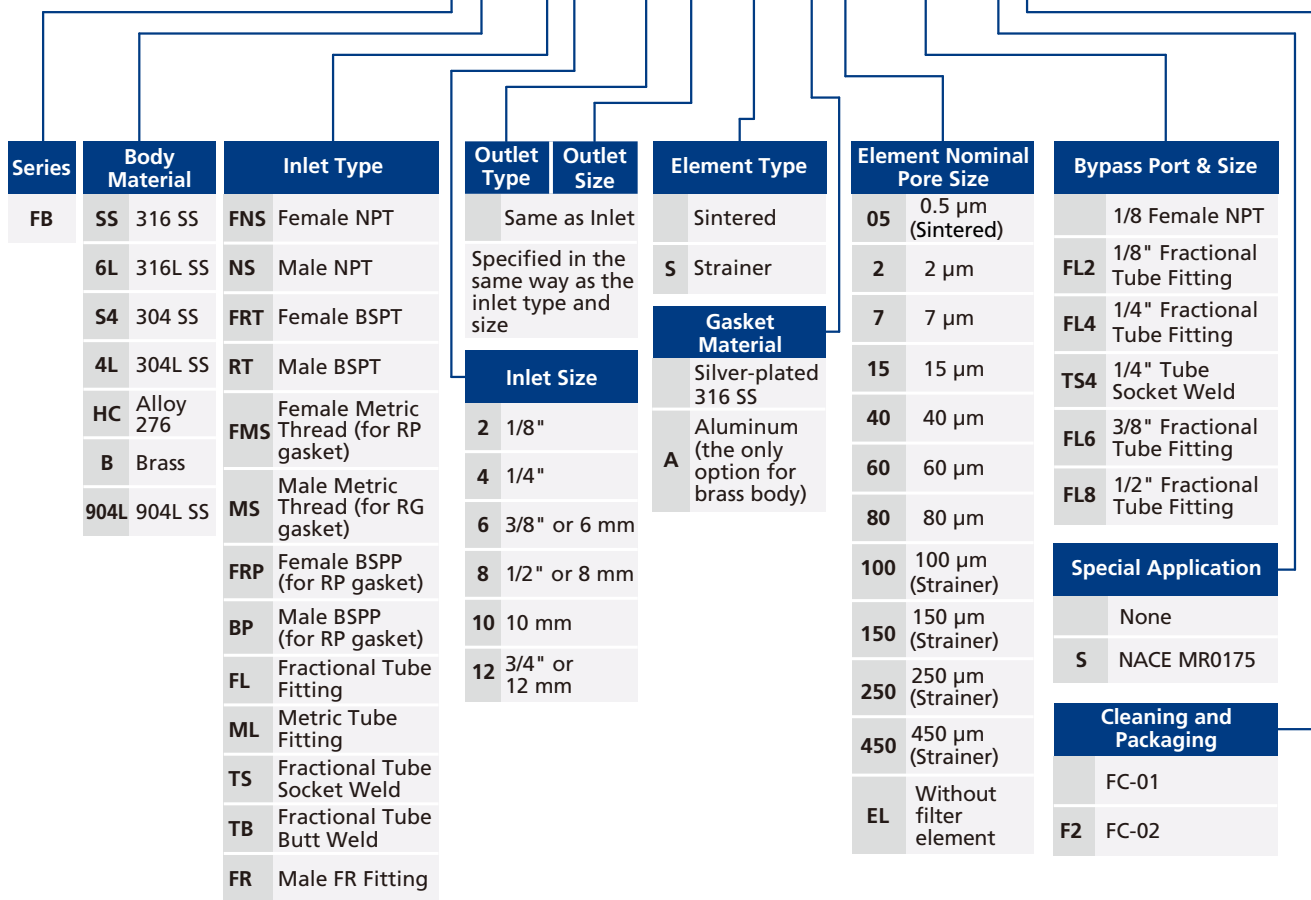 Series
FB
Body
Material
SS 316 SS
6L 316L SS
S4 304 SS
4L 304L SS
HC Alloy
276
B Brass
904L 904L SS
Inlet Type
FNS Female NPT
NS Male NPT
FRT Female BSPT
RT Male BSPT
FMS Female Metric
Thread (for RP
gasket)
MS Male Metric
Thread (for RG
gasket)
FRP Female BSPP
(for RP gasket)
BP Male BSPP
(for RP gasket)
FL Fractional Tube
Fitting
ML Metric Tube
Fitting
TS Fractional Tube
Socket Weld
TB Fractional Tube
Butt Weld
FR Male FR Fitting
Outlet
Type
Outlet
Size
Same as Inlet
Specified in the
same way as the
inlet type and
size
Inlet Size
2 1/8"
4 1/4"
6 3/8" or 6 mm
8 1/2" or 8 mm
10 10 mm
12 3/4" or
12 mm
Element Type
Sintered
S Strainer
Gasket
Material
Silver-plated
316 SS
A Aluminum
(the only
option for
brass body)
Element Nominal
Pore Size
05 0.5 μm
(Sintered)
2 2 μm
7 7 μm
15 15 μm
40 40 μm
60 60 μm
80 80 μm
100 100 μm
(Strainer)
150 150 μm
(Strainer)
250 250 μm
(Strainer)
450 450 μm
(Strainer)
EL Without
filter
element
Bypass Port & Size
1/8 Female NPT
FL2 1/8" Fractional
Tube Fitting
FL4 1/4" Fractional
Tube Fitting
TS4 1/4" Tube
Socket Weld
FL6 3/8" Fractional
Tube Fitting
FL8 1/2" Fractional
Tube Fitting
Special Application
None
S NACE MR0175
Cleaning and
Packaging
FC-01
F2 FC-02